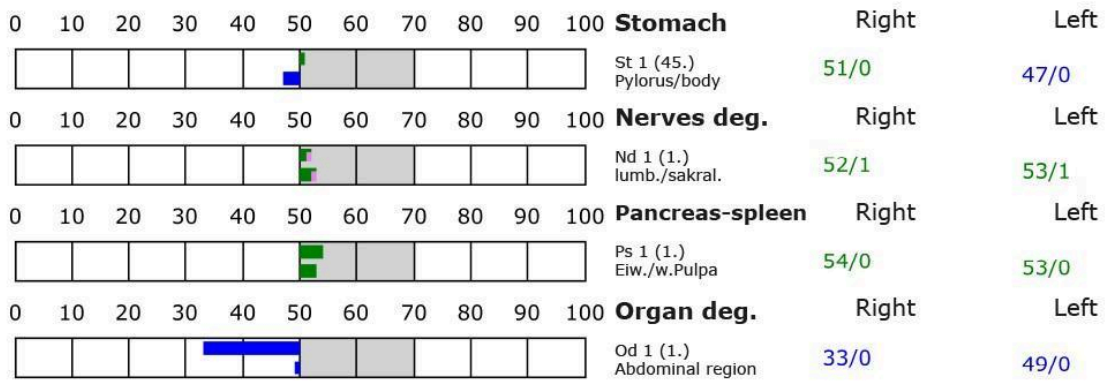 0 10 20 30 40 50 60 70 80 90 100 Stomach Right Left
St 1 (45.) 51/0 47/0
Pylorus/body
0 10 20 30 40 50 60 70 80 90 100 Nerves deg. Right Left
Nd 1 (1.) 52/1 53/1
lumb./sakral.
0 10 20 30 40 50 60 70 80 90 100 Pancreas-spleen Right Left
Ps 1 (1.) 54/0 53/0
Eiw./w.Pulpa
0 10 20 30 40 50 60 70 80 90 100 Organ deg. Right Left
Od 1 (1.) 33/0 49/0
Abdominal region